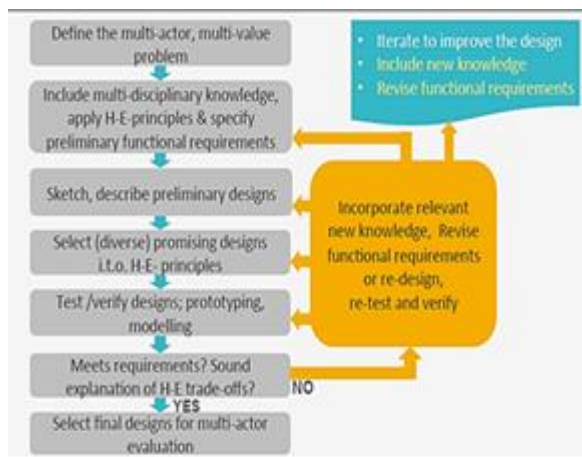 Define the multi-actor, multi-value
problem
Include multi-disciplinary knowledge,
apply H-E-principles & specify
preliminary functional requirements
Sketch, describe preliminary designs
Select (diverse) promising designs
i.t.o. H-E- principles
Test /verify designs; prototyping,
modelling
Meets requirements? Sound
explanation of H-E trade-offs?
NO
YES
Select final designs for multi-actor
evaluation
• Iterate to improve the design
• Include new knowledge
• Revise functional requirements
Incorporate relevant
new knowledge, Revise
functional requirements
or re-design,
re-test and verify